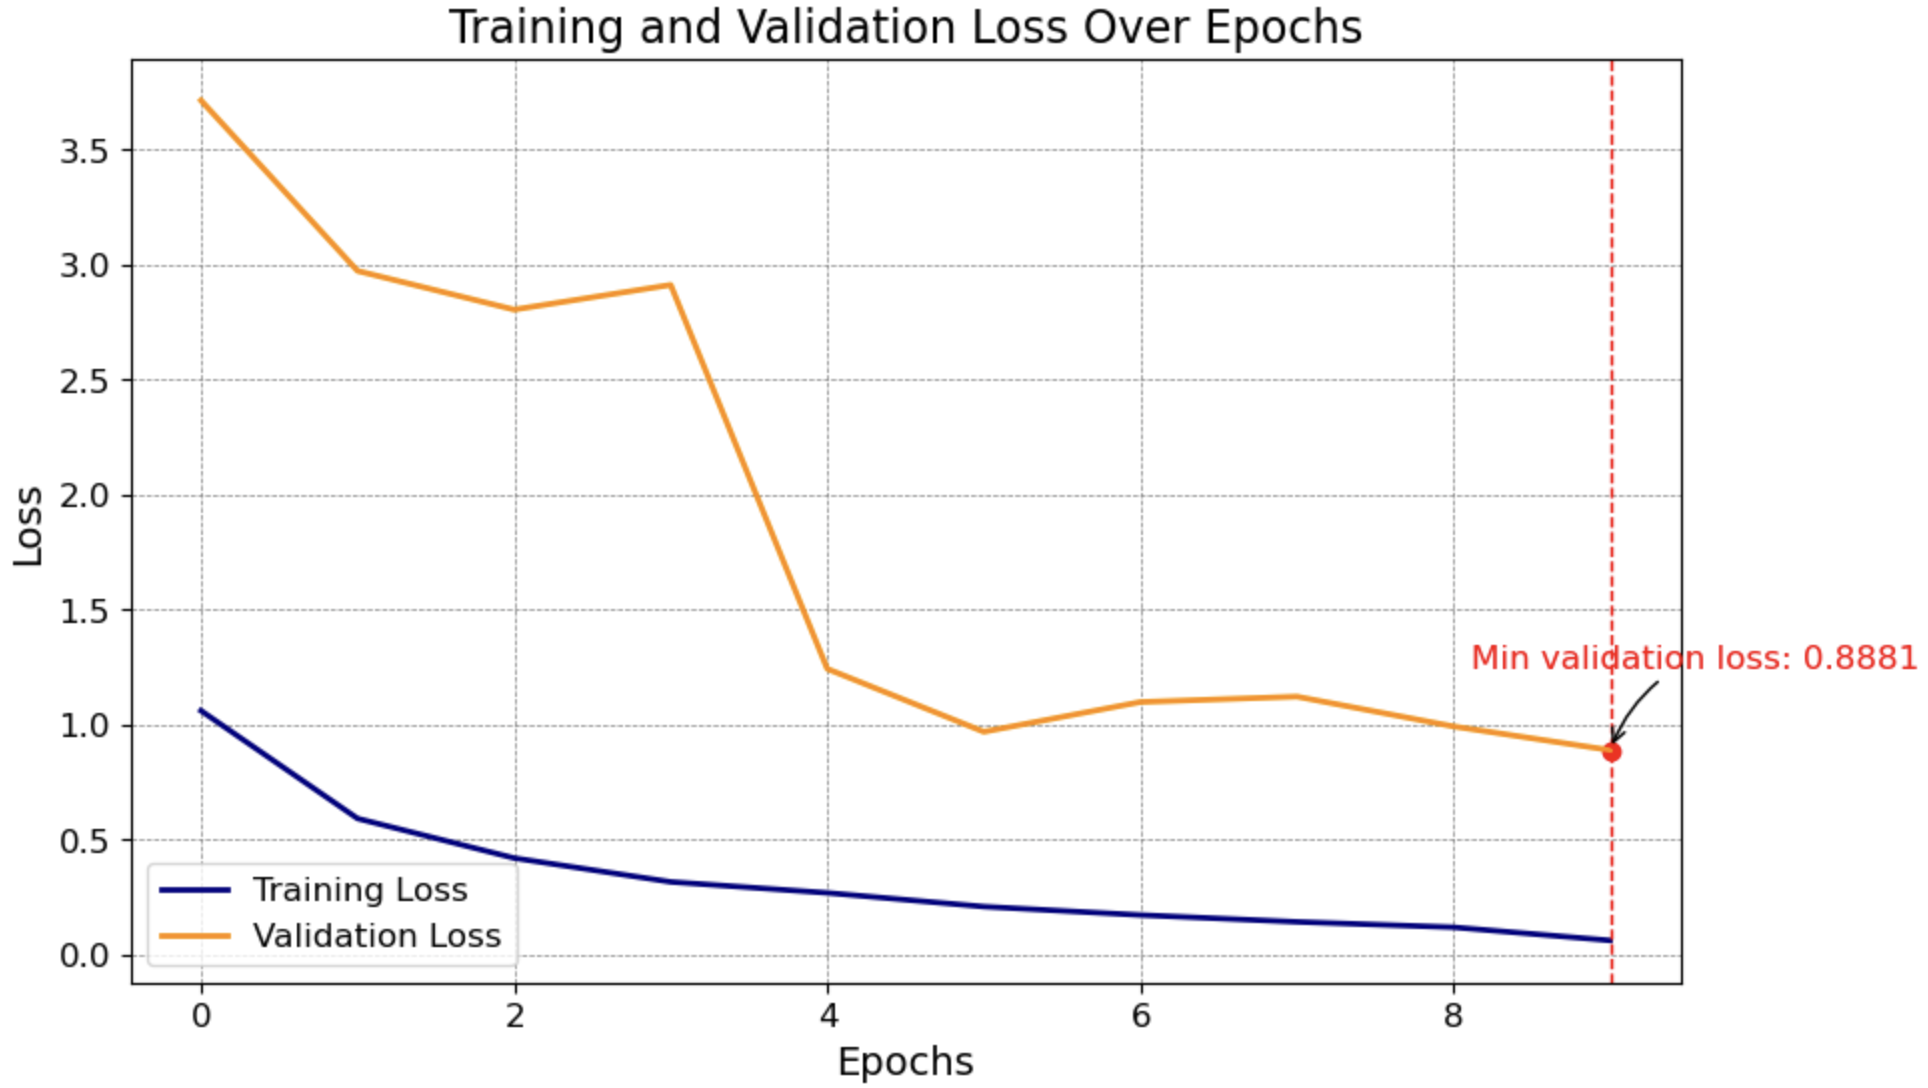 Training and Validation Loss Over Epochs
Loss
3.5
3.0
2.5
2.0
1.5
1.0
0.5
0.0
Min validation loss: 0.8881
Training Loss
Validation Loss
0 2 4 6 8
Epochs